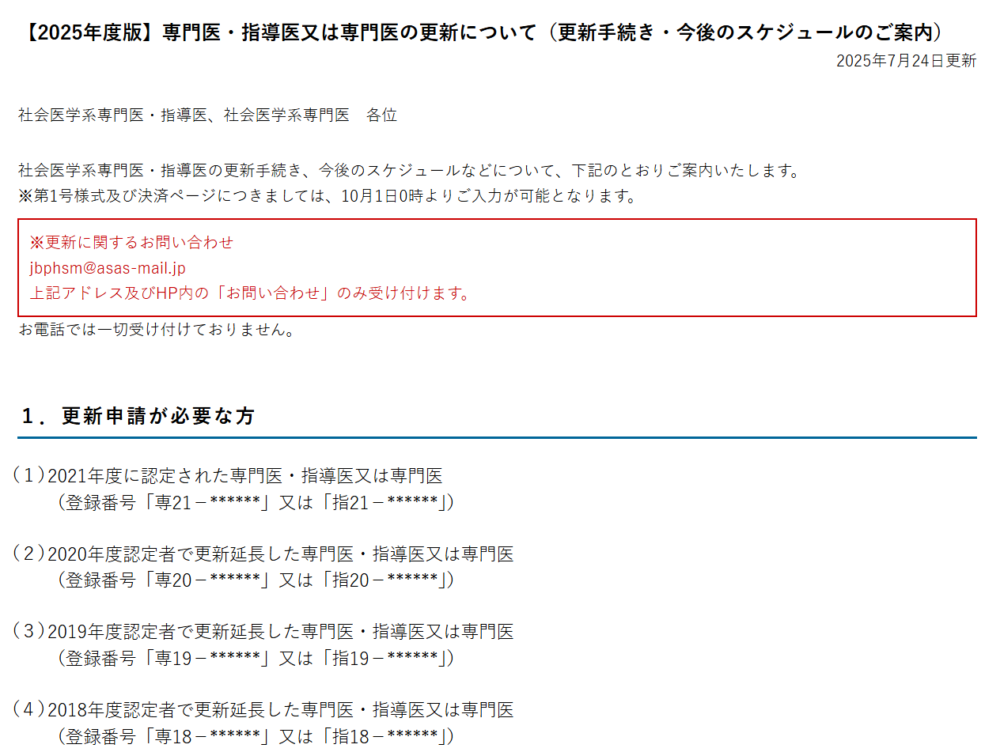 【2025年度版】専門医・指導医又は専門医の更新について（更新手続き・今後のスケジュールのご案内）
2025年7月24日更新
社会医学系専門医・指導医、社会医学系専門医　各位
社会医学系専門医・指導医の更新手続き、今後のスケジュールなどについて、下記のとおりご案内いたします。
※第1号様式及び決済ページにつきましては、10月1日0時よりご入力が可能となります。
※更新に関するお問い合わせ
jbphsm@asas-mail.jp
上記アドレス及びHP内の「お問い合わせ」のみ受け付けます。
お電話では一切受け付けておりません。
１．更新申請が必要な方
（１）2021年度に認定された専門医・指導医又は専門医
（登録番号「専21－******」又は「指21－******」）
（２）2020年度認定者で更新延長した専門医・指導医又は専門医
（登録番号「専20－******」又は「指20－******」）
（３）2019年度認定者で更新延長した専門医・指導医又は専門医
（登録番号「専19－******」又は「指19－******」）
（４）2018年度認定者で更新延長した専門医・指導医又は専門医
（登録番号「専18－******」又は「指18－******」）